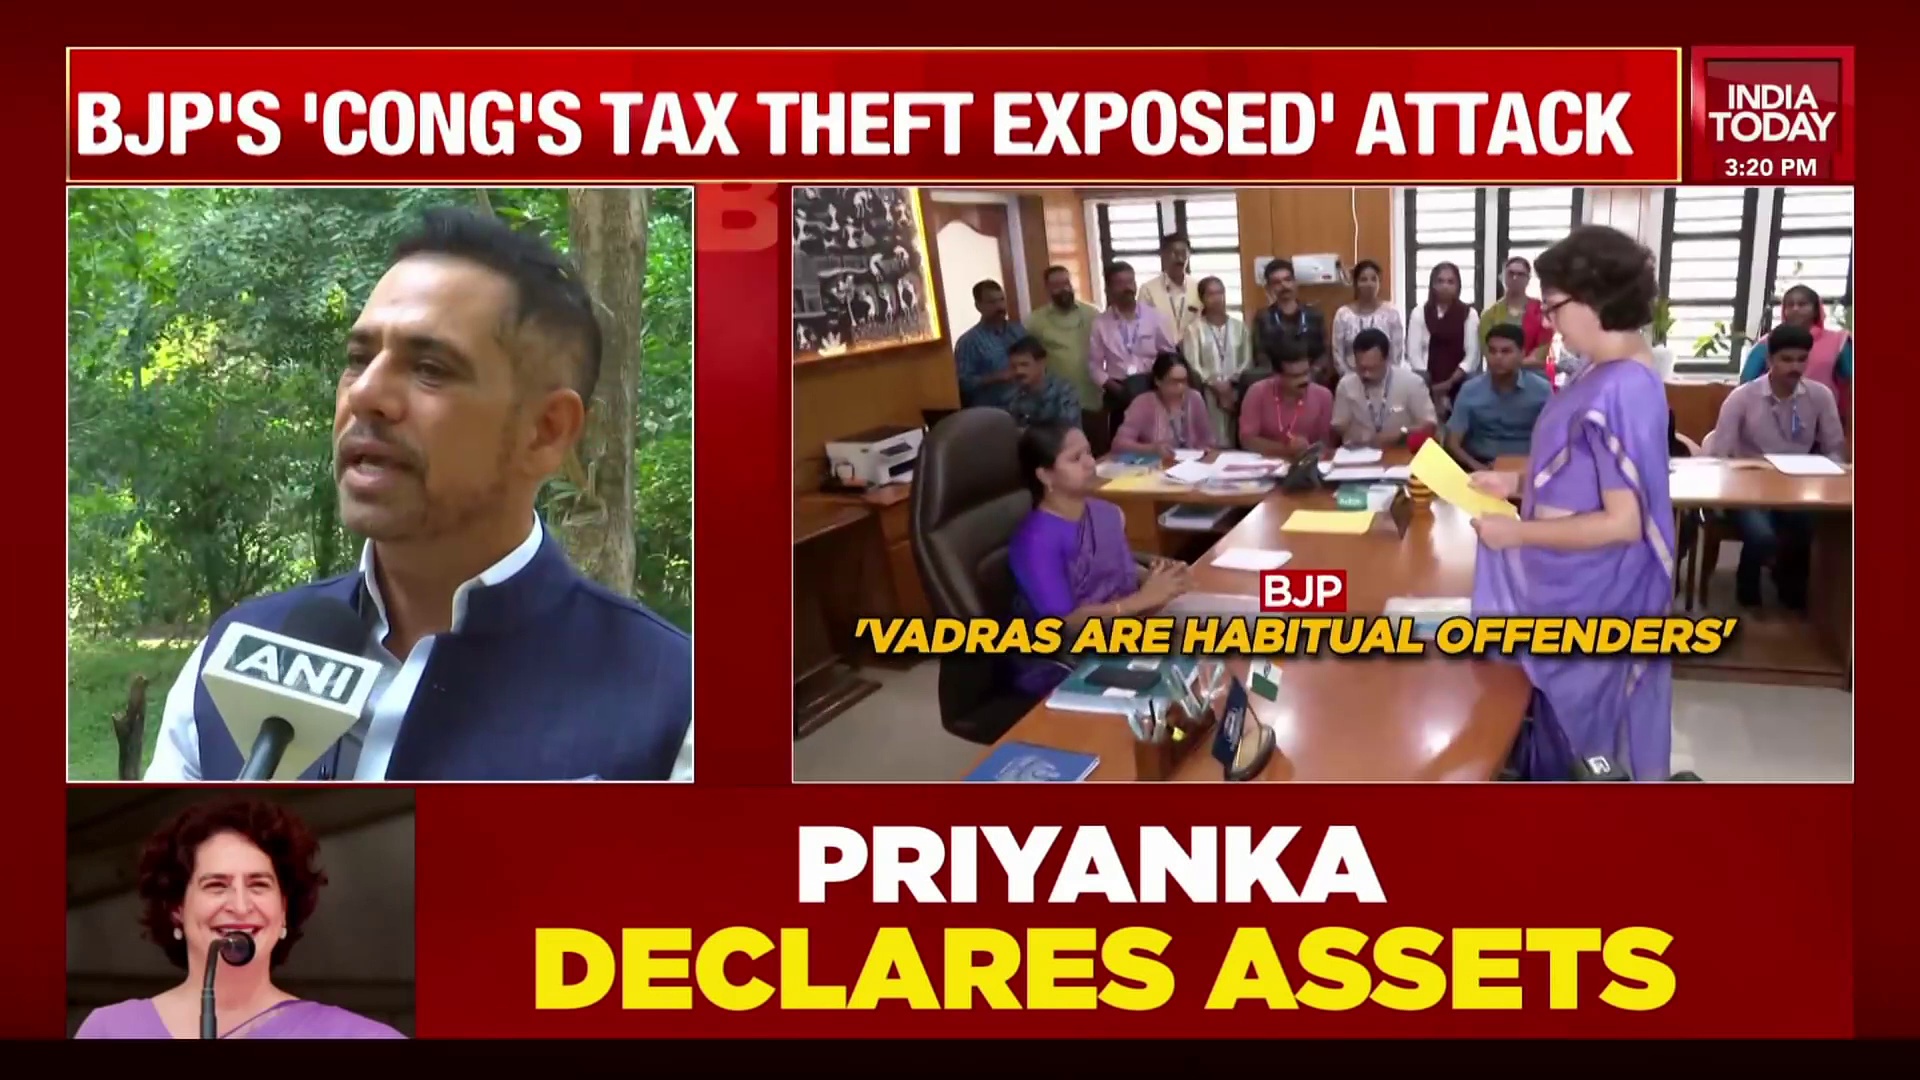 BJP'S 'CONG'S TAX THEFT EXPOSED' ATTACK
INDIA
TODAY
3:20 PM
B
ANI
BJP
'VADRAS ARE HABITUAL OFFENDERS'
PRIYANKA
DECLARES ASSETS